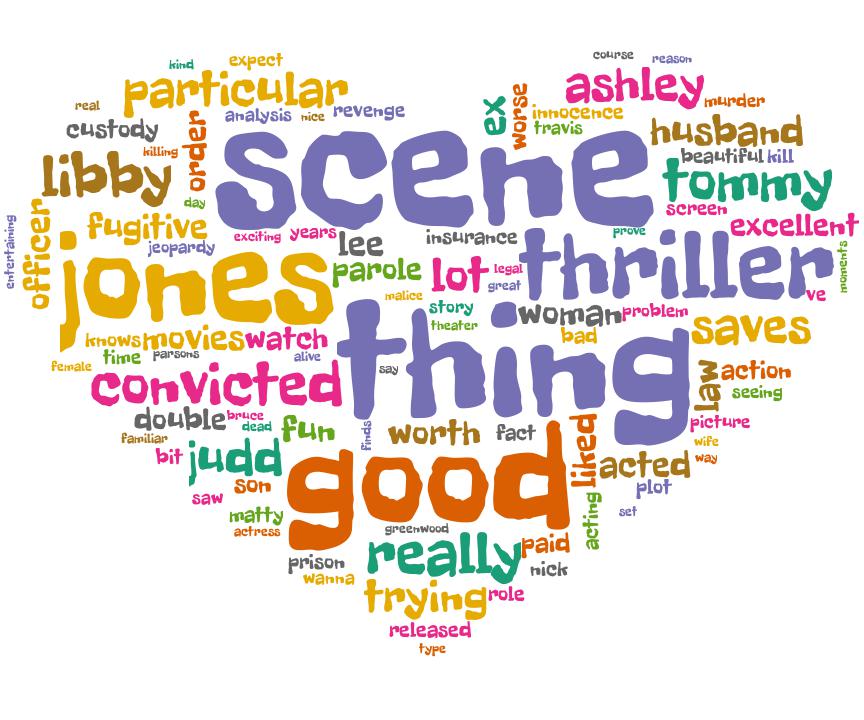 course
kind
expect
reason
particular
ashley
real
analysis
nice
revenge
ex
worse
innocence
murder
custody
order
scene
travis
husband
killing
beautiful
kill
libby
tommy
day
screen
officer
fugitive
exciting
years
lee
insurance
prove
excellent
entertaining
jeopardy
thriller
moments
jones
parole
lot
legal
great
malice
story
ve
theater
woman
problem
knows
movies
watch
thing
bad
saves
time
parsons
alive
female
say
convicted
law
action
seeing
double
bruce
dead
picture
familiar
fun
finds
worth
fact
liked
wife
bit
judd
good
acted
way
saw
son
plot
matty
acting
set
actress
greenwood
really
paid
prison
nick
wanna
trying
role
released
type